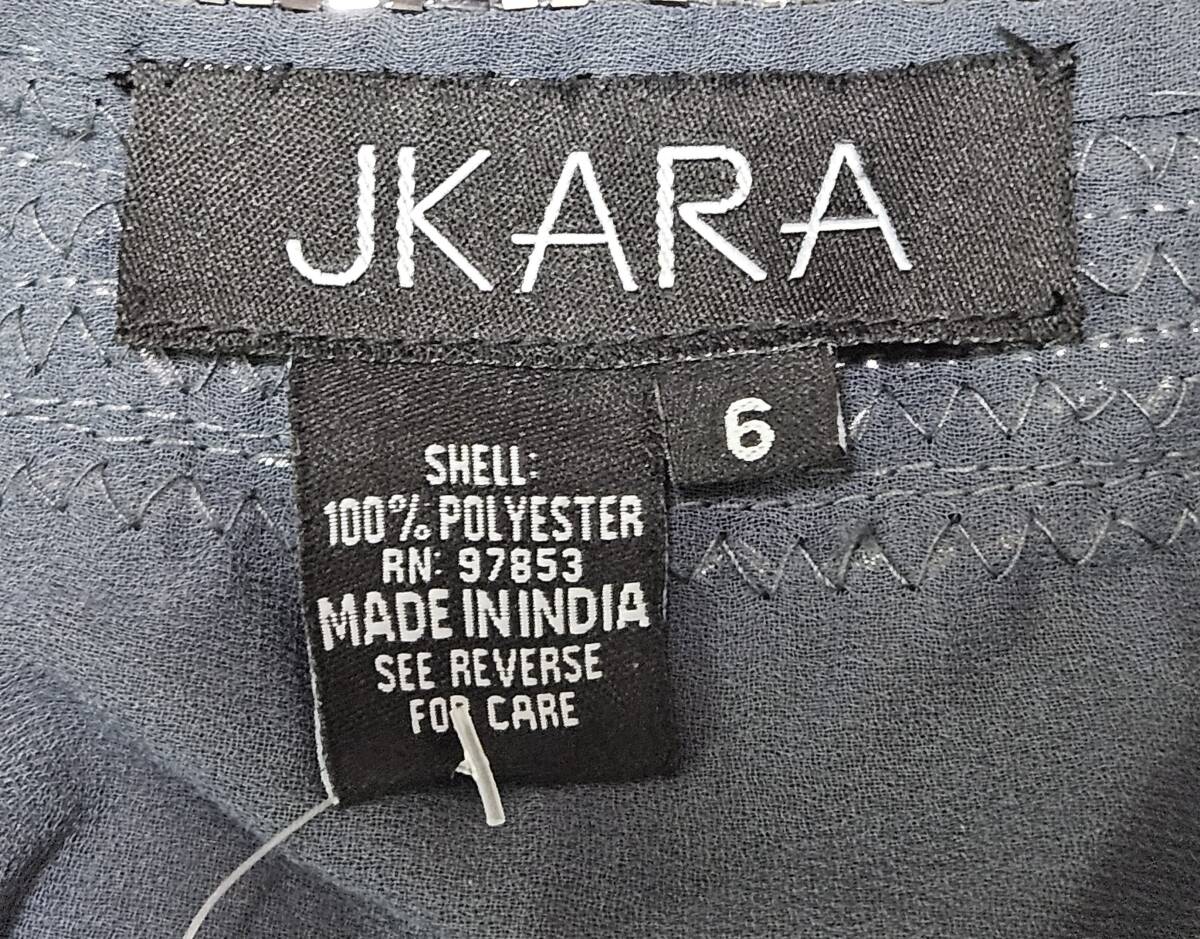 JKARA
6
SHELL:
100% POLYESTER
RN: 97853
MADE IN INDIA
SEE REVERSE
FOR CARE